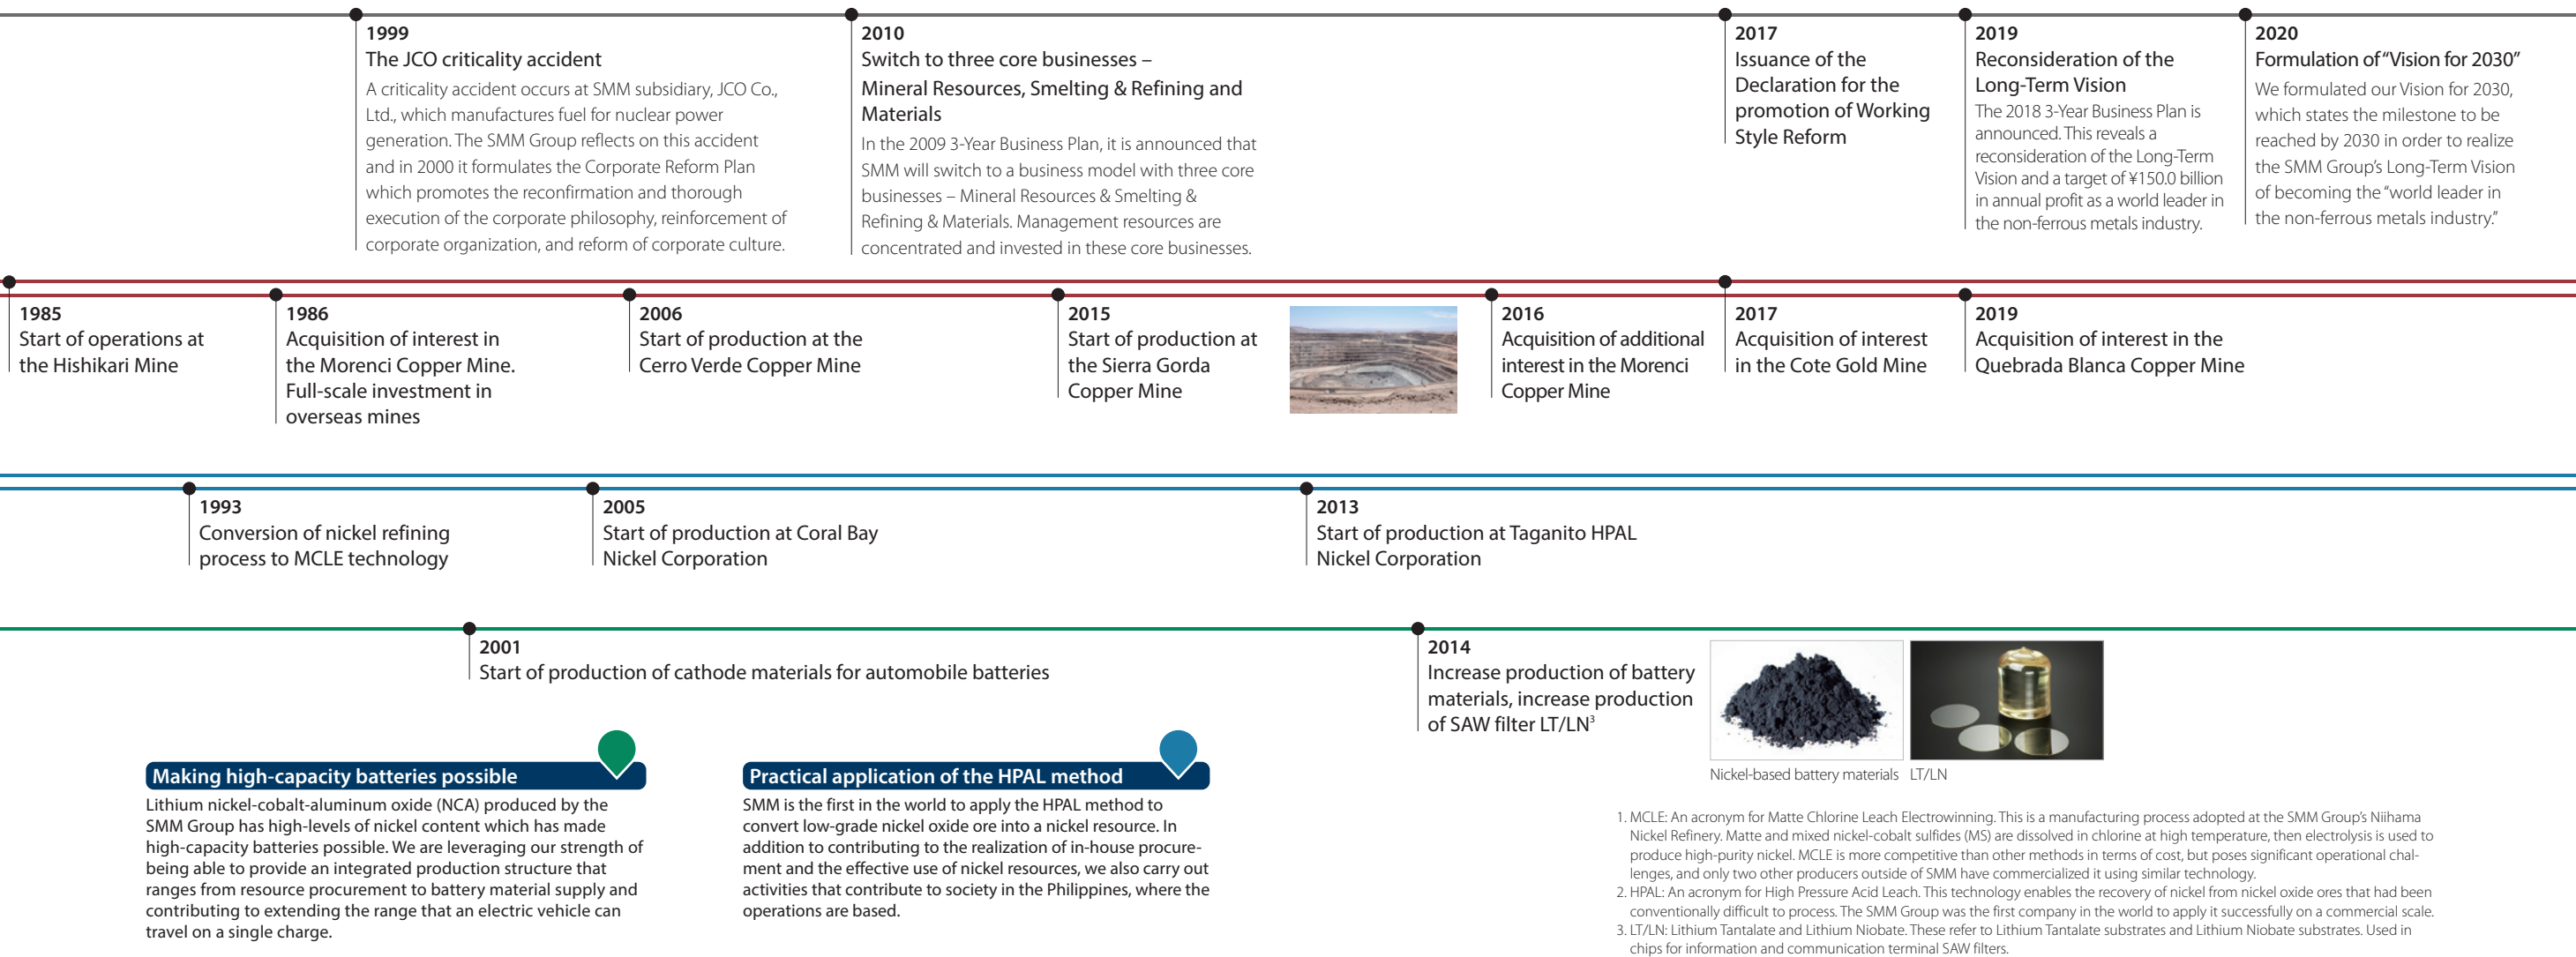 1999
The JCO criticality accident
A criticality accident occurs at SMM subsidiary, JCO Co.,
Ltd., which manufactures fuel for nuclear power
generation. The SMM Group reflects on this accident
and in 2000 it formulates the Corporate Reform Plan
which promotes the reconfirmation and thorough
execution of the corporate philosophy, reinforcement of
corporate organization, and reform of corporate culture.
2010
Switch to three core businesses –
Mineral Resources, Smelting & Refining and
Materials
In the 2009 3-Year Business Plan, it is announced that
SMM will switch to a business model with three core
businesses – Mineral Resources & Smelting &
Refining & Materials. Management resources are
concentrated and invested in these core businesses.
2017
Issuance of the
Declaration for the
promotion of Working
Style Reform
2019
Reconsideration of the
Long-Term Vision
The 2018 3-Year Business Plan is
announced. This reveals a
reconsideration of the Long-Term
Vision and a target of ¥150.0 billion
in annual profit as a world leader in
the non-ferrous metals industry.
2020
Formulation of “Vision for 2030”
We formulated our Vision for 2030,
which states the milestone to be
reached by 2030 in order to realize
the SMM Group’s Long-Term Vision
of becoming the “world leader in
the non-ferrous metals industry.”
1985
Start of operations at
the Hishikari Mine
1986
Acquisition of interest in
the Morenci Copper Mine.
Full-scale investment in
overseas mines
2006
Start of production at the
Cerro Verde Copper Mine
2015
Start of production at
the Sierra Gorda
Copper Mine
2016
Acquisition of additional
interest in the Morenci
Copper Mine
2017
Acquisition of interest
in the Cote Gold Mine
2019
Acquisition of interest in the
Quebrada Blanca Copper Mine
1993
Conversion of nickel refining
process to MCLE technology
2005
Start of production at Coral Bay
Nickel Corporation
2013
Start of production at Taganito HPAL
Nickel Corporation
2001
Start of production of cathode materials for automobile batteries
2014
Increase production of battery
materials, increase production
of SAW filter LT/LN3
Nickel-based battery materials
LT/LN
Making high-capacity batteries possible
Lithium nickel-cobalt-aluminum oxide (NCA) produced by the
SMM Group has high-levels of nickel content which has made
high-capacity batteries possible. We are leveraging our strength of
being able to provide an integrated production structure that
ranges from resource procurement to battery material supply and
contributing to extending the range that an electric vehicle can
travel on a single charge.
Practical application of the HPAL method
SMM is the first in the world to apply the HPAL method to
convert low-grade nickel oxide ore into a nickel resource. In
addition to contributing to the realization of in-house procure-
ment and the effective use of nickel resources, we also carry out
activities that contribute to society in the Philippines, where the
operations are based.
1. MCLE: An acronym for Matte Chlorine Leach Electrowinning. This is a manufacturing process adopted at the SMM Group’s Niihama
Nickel Refinery. Matte and mixed nickel-cobalt sulfides (MS) are dissolved in chlorine at high temperature, then electrolysis is used to
produce high-purity nickel. MCLE is more competitive than other methods in terms of cost, but poses significant operational chal-
lenges, and only two other producers outside of SMM have commercialized it using similar technology.
2. HPAL: An acronym for High Pressure Acid Leach. This technology enables the recovery of nickel from nickel oxide ores that had been
conventionally difficult to process. The SMM Group was the first company in the world to apply it successfully on a commercial scale.
3. LT/LN: Lithium Tantalate and Lithium Niobate. These refer to Lithium Tantalate substrates and Lithium Niobate substrates. Used in
chips for information and communication terminal SAW filters.